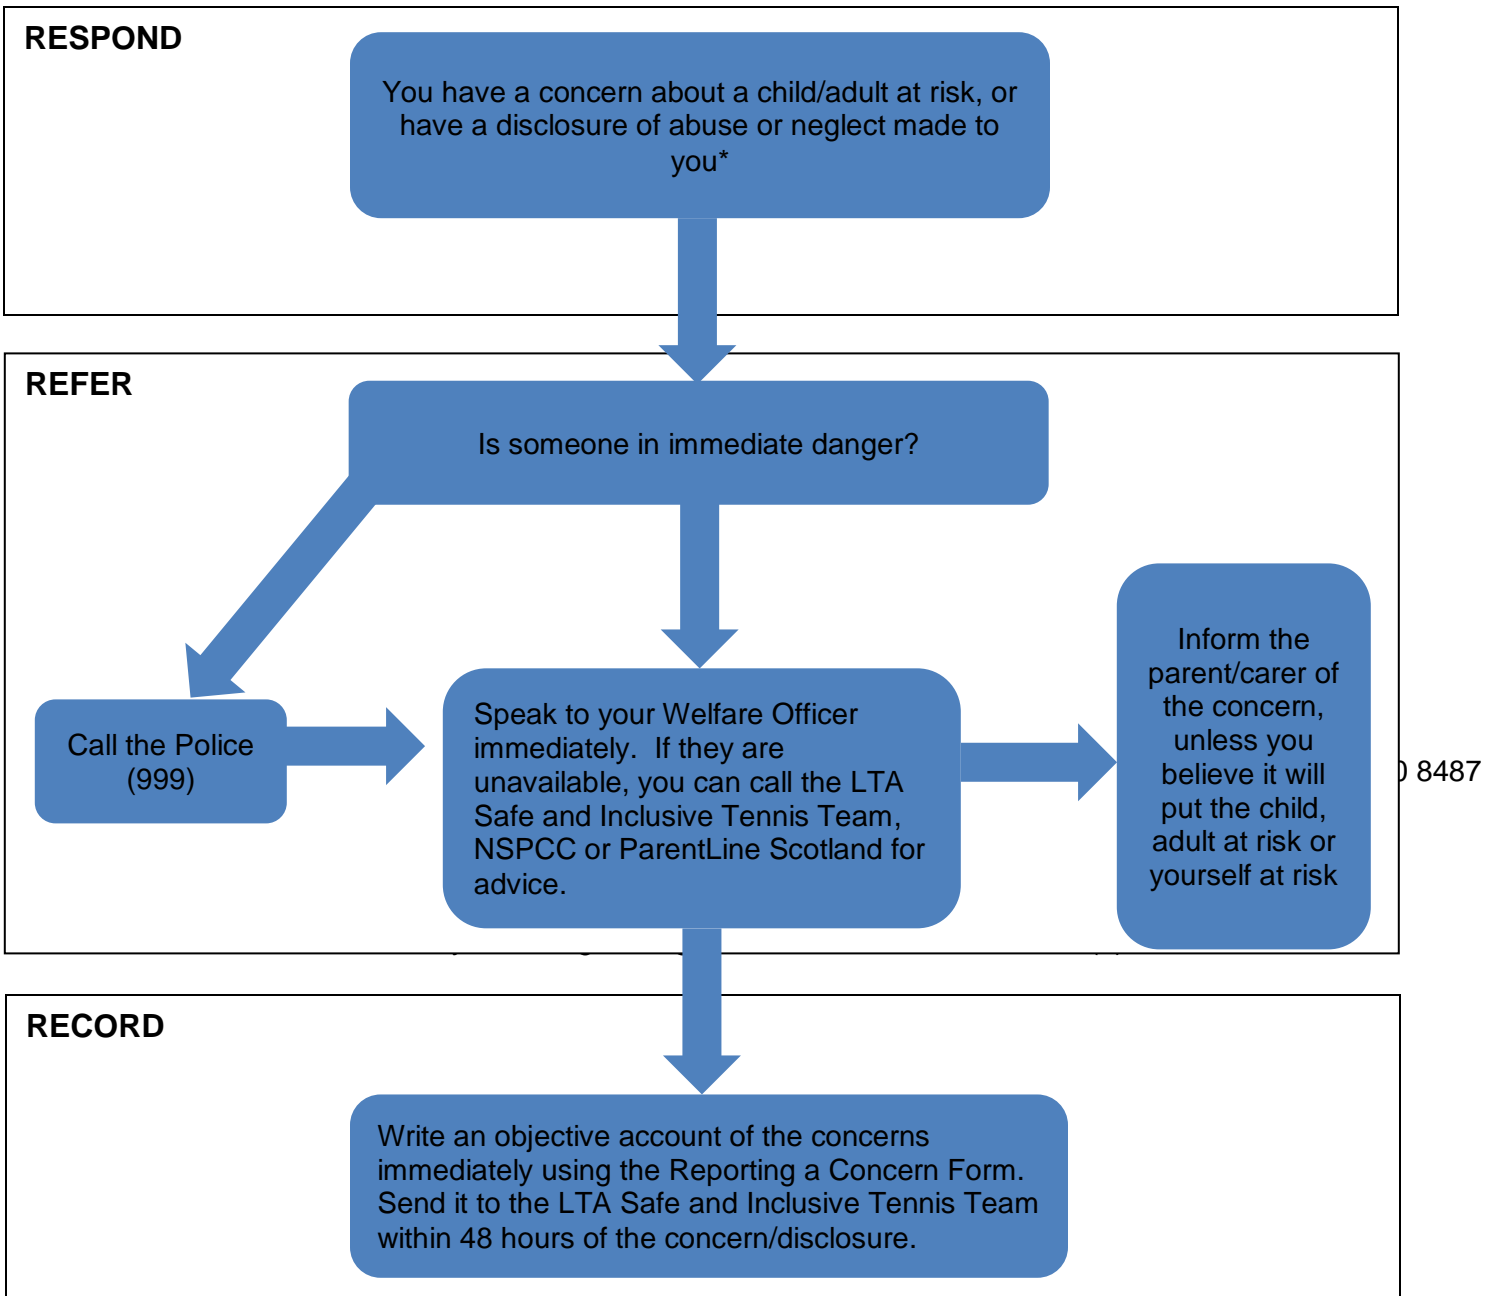 RESPOND
You have a concern about a child/adult at risk, or
have a disclosure of abuse or neglect made to
you*
REFER
Is someone in immediate danger?
Call the Police
(999)
Speak to your Welfare Officer
immediately.  If they are
unavailable, you can call the LTA
Safe and Inclusive Tennis Team,
NSPCC or ParentLine Scotland for
advice.
Inform the
parent/carer of
the concern,
unless you
believe it will
put the child,
adult at risk or
yourself at risk
8487
RECORD
Write an objective account of the concerns
immediately using the Reporting a Concern Form.
Send it to the LTA Safe and Inclusive Tennis Team
within 48 hours of the concern/disclosure.